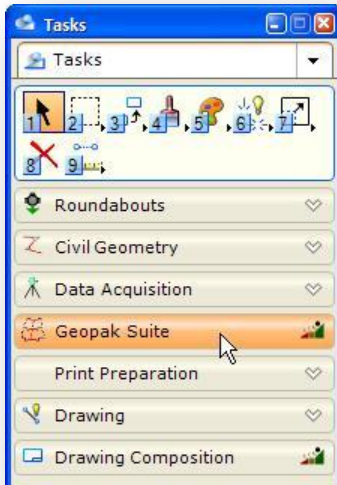 Tasks
Tasks
1 2 3 4 5 6 7
8 9
Roundabouts
Civil Geometry
Data Acquisition
Geopak Suite
Print Preparation
Drawing
Drawing Composition